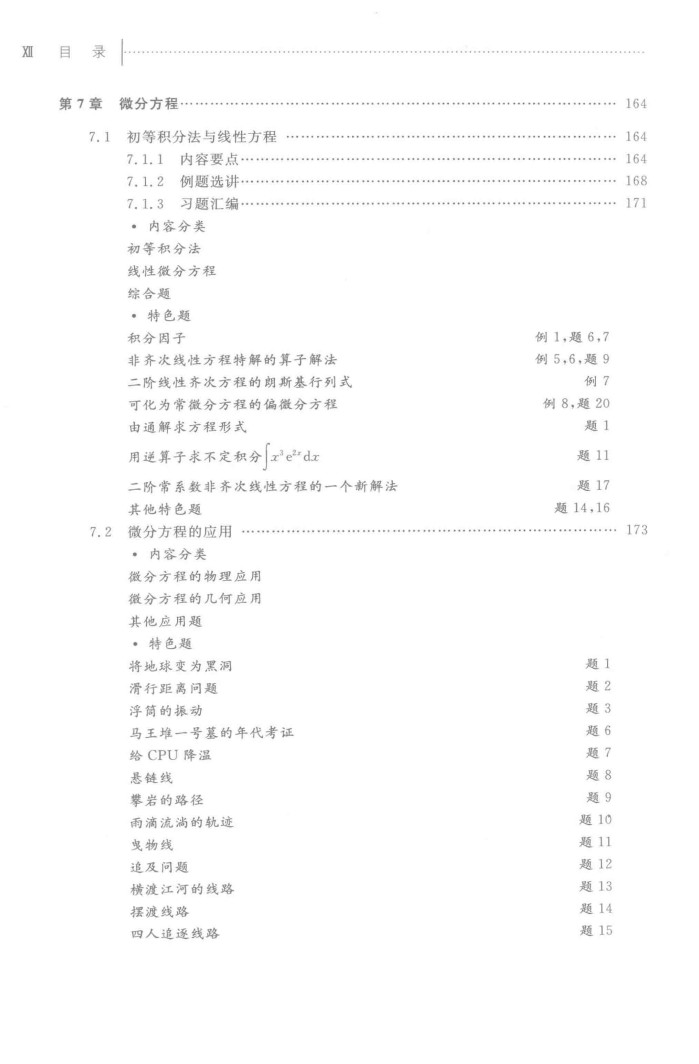 XII 目 录
第 7 章 微分方程 …… 164
7.1 初等积分法与线性方程 …… 164
7.1.1 内容要点 …… 164
7.1.2 例题选讲 …… 168
7.1.3 习题汇编 …… 171
• 内容分类
初等积分法
线性微分方程
综合题
• 特色题
积分因子 例 1,题 6,7
非齐次线性方程特解的算子解法 例 5,6,题 9
二阶线性齐次方程的朗斯基行列式 例 7
可化为常微分方程的偏微分方程 例 8,题 20
由通解求方程形式 题 1
用逆算子求不定积分∫x³e²ˣdx 题 11
二阶常系数非齐次线性方程的一个新解法 题 17
其他特色题 题 14,16
7.2 微分方程的应用 …… 173
• 内容分类
微分方程的物理应用
微分方程的几何应用
其他应用题
• 特色题
将地球变为黑洞 题 1
滑行距离问题 题 2
浮筒的振动 题 3
马王堆一号墓的年代考证 题 6
给 CPU 降温 题 7
悬链线 题 8
攀岩的路径 题 9
雨滴流淌的轨迹 题 10
曳物线 题 11
追及问题 题 12
横渡江河的线路 题 13
摆渡线路 题 14
四人追逐线路 题 15